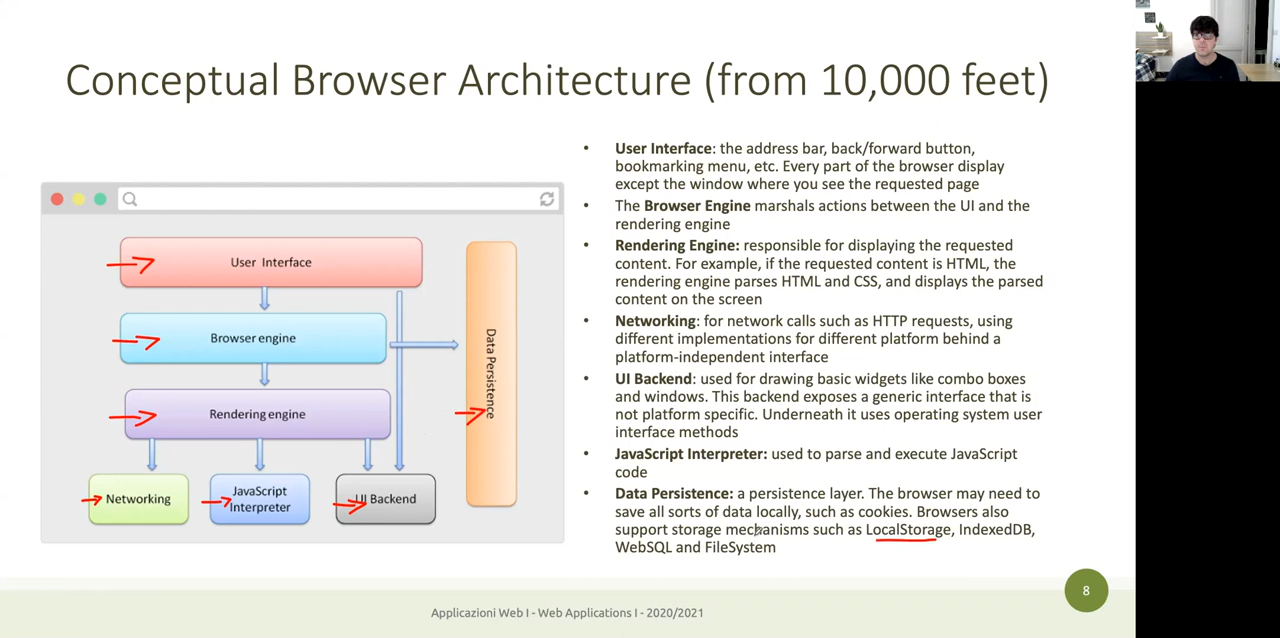 Conceptual Browser Architecture (from 10,000 feet)
User Interface
Browser engine
Rendering engine
Data Persistence
Networking
JavaScript
Interpreter
UI Backend
• User Interface: the address bar, back/forward button,
bookmarking menu, etc. Every part of the browser display
except the window where you see the requested page
• The Browser Engine marshals actions between the UI and the
rendering engine
• Rendering Engine: responsible for displaying the requested
content. For example, if the requested content is HTML, the
rendering engine parses HTML and CSS, and displays the parsed
content on the screen
• Networking: for network calls such as HTTP requests, using
different implementations for different platform behind a
platform-independent interface
• UI Backend: used for drawing basic widgets like combo boxes
and windows. This backend exposes a generic interface that is
not platform specific. Underneath it uses operating system user
interface methods
• JavaScript Interpreter: used to parse and execute JavaScript
code
• Data Persistence: a persistence layer. The browser may need to
save all sorts of data locally, such as cookies. Browsers also
support storage mechanisms such as LocalStorage, IndexedDB,
WebSQL and FileSystem
8
Applicazioni Web I - Web Applications I - 2020/2021